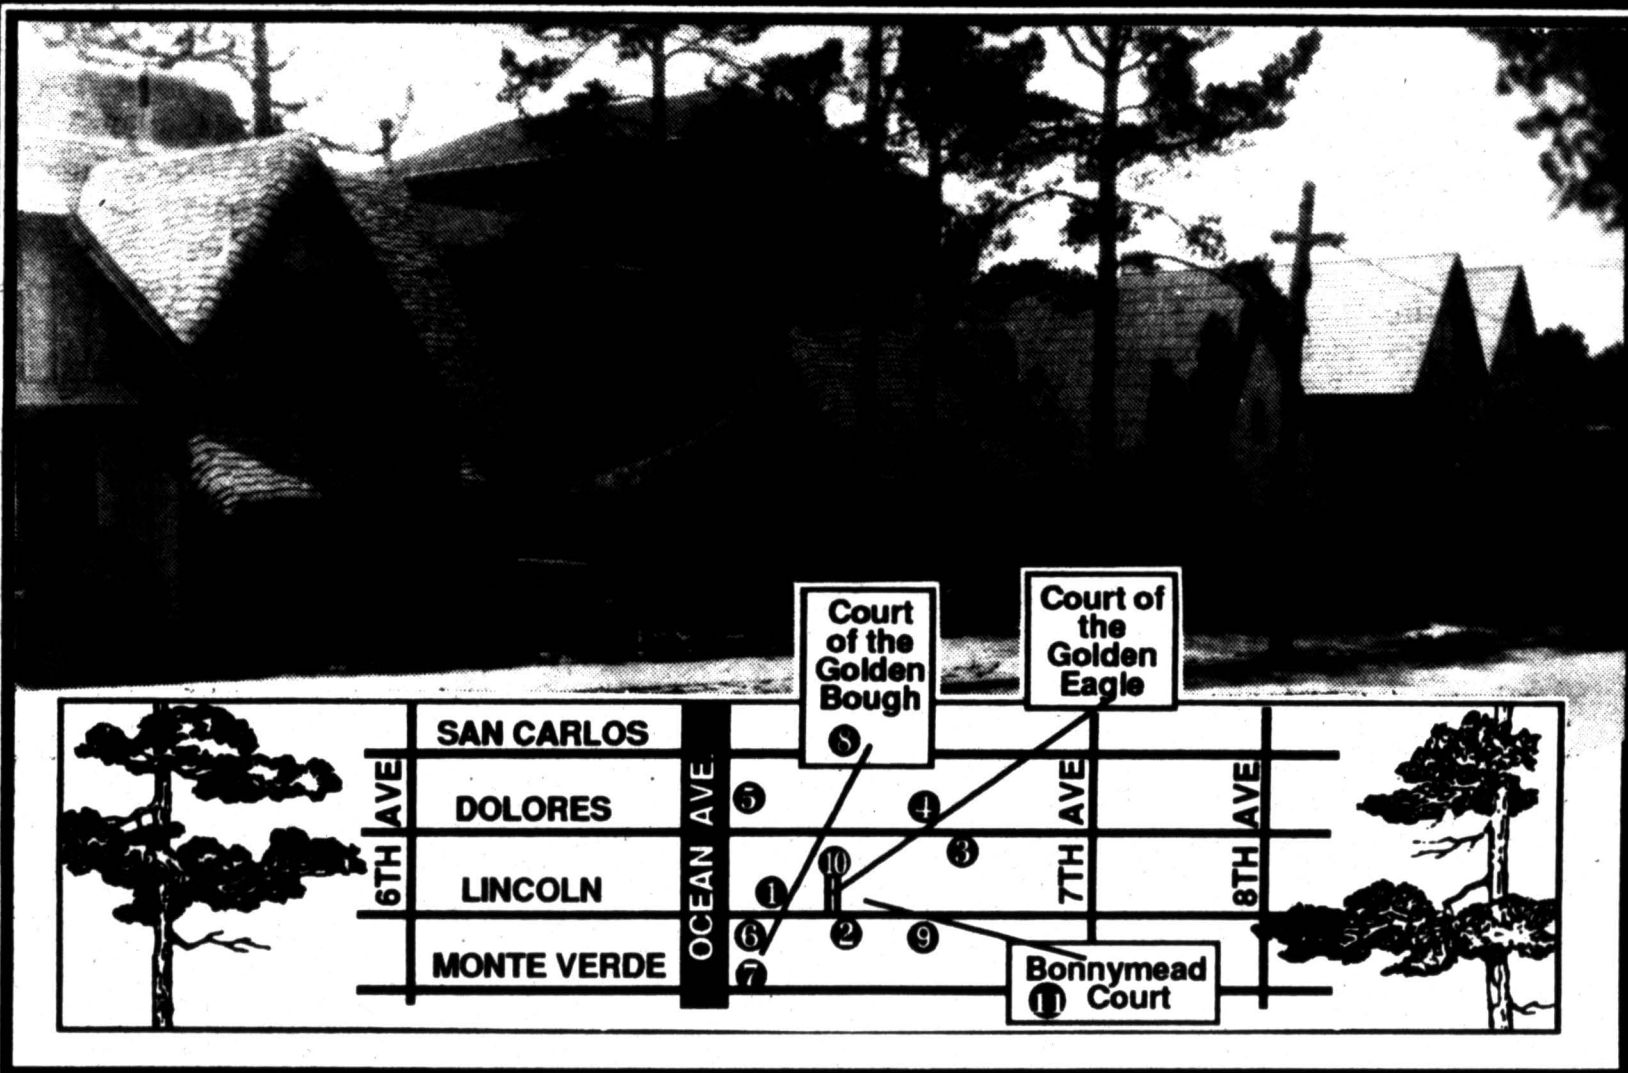 Court
of the
Golden
Bough
8
Court of
the
Golden
Eagle
SAN CARLOS
DOLORES
LINCOLN
MONTE VERDE
6TH AVE
OCEAN AVE.
7TH AVE
8TH AVE
5
4
3
10
1
6
2
9
7
Bonnymead
11 Court